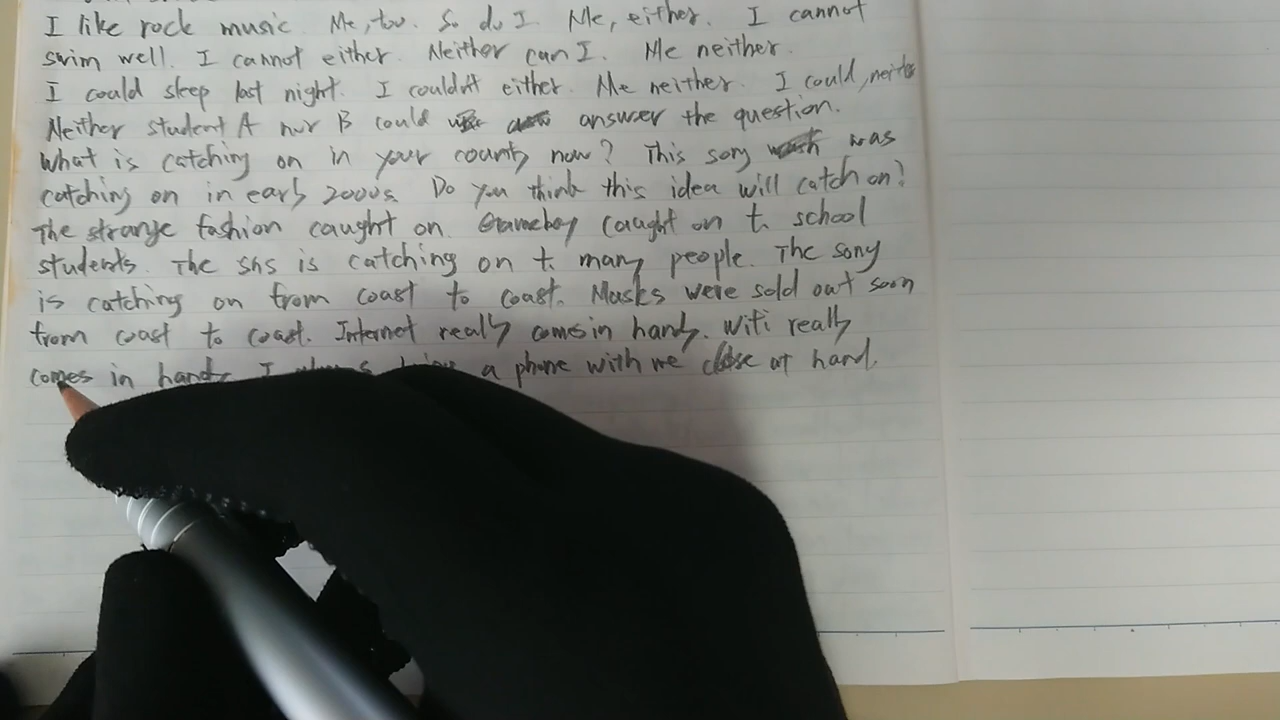 I like rock music. Me, too. So do I. Me, either. I cannot
swim well. I cannot either. Neither can I. Me neither.
I could sleep last night. I couldn't either. Me neither. I could, neither
Neither student A nor B could answer the question.
What is catching on in your country now? This song was
catching on in early 2000s. Do you think this idea will catch on?
The strange fashion caught on. Gameboy caught on to school
students. The sns is catching on to many people. The song
is catching on from coast to coast. Masks were sold out soon
from coast to coast. Internet really comes in handy. Wifi really
comes in handy I a phone with me close at hand.